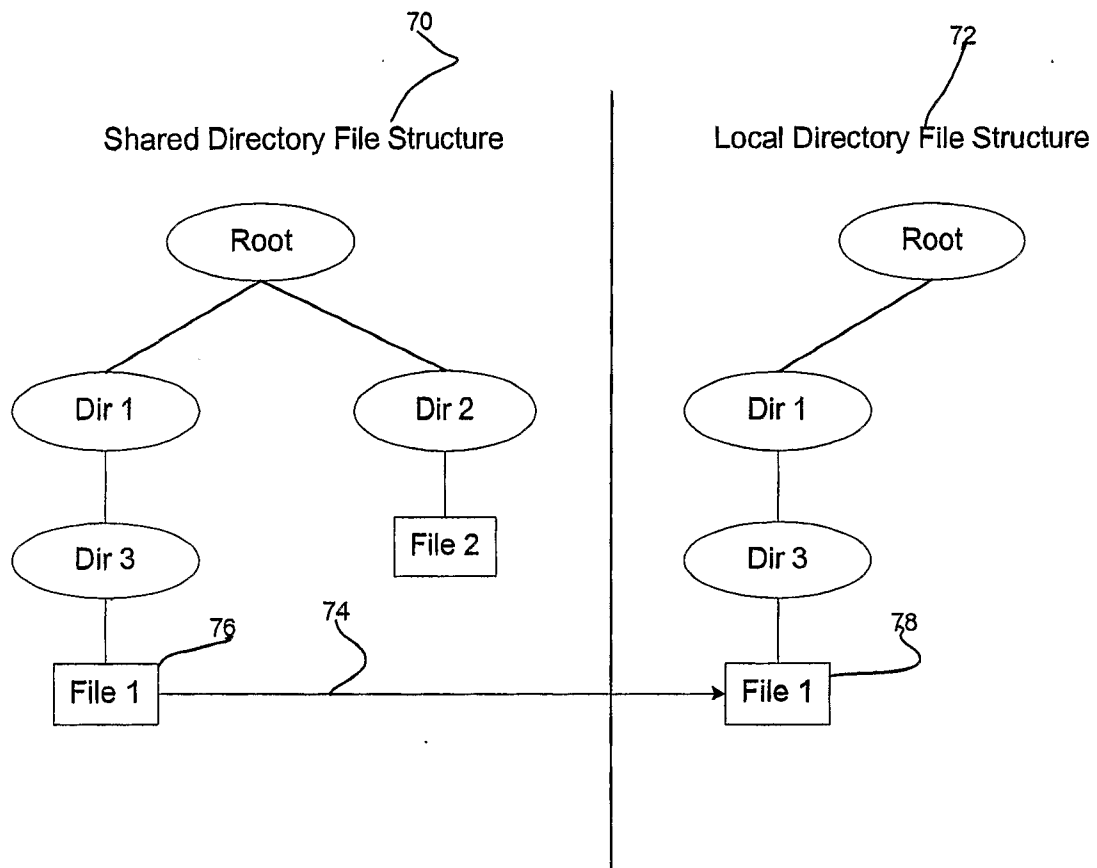 70
72
Shared Directory File Structure
Local Directory File Structure
Root
Root
Dir 1
Dir 2
Dir 1
Dir 3
File 2
Dir 3
76
74
78
File 1
File 1